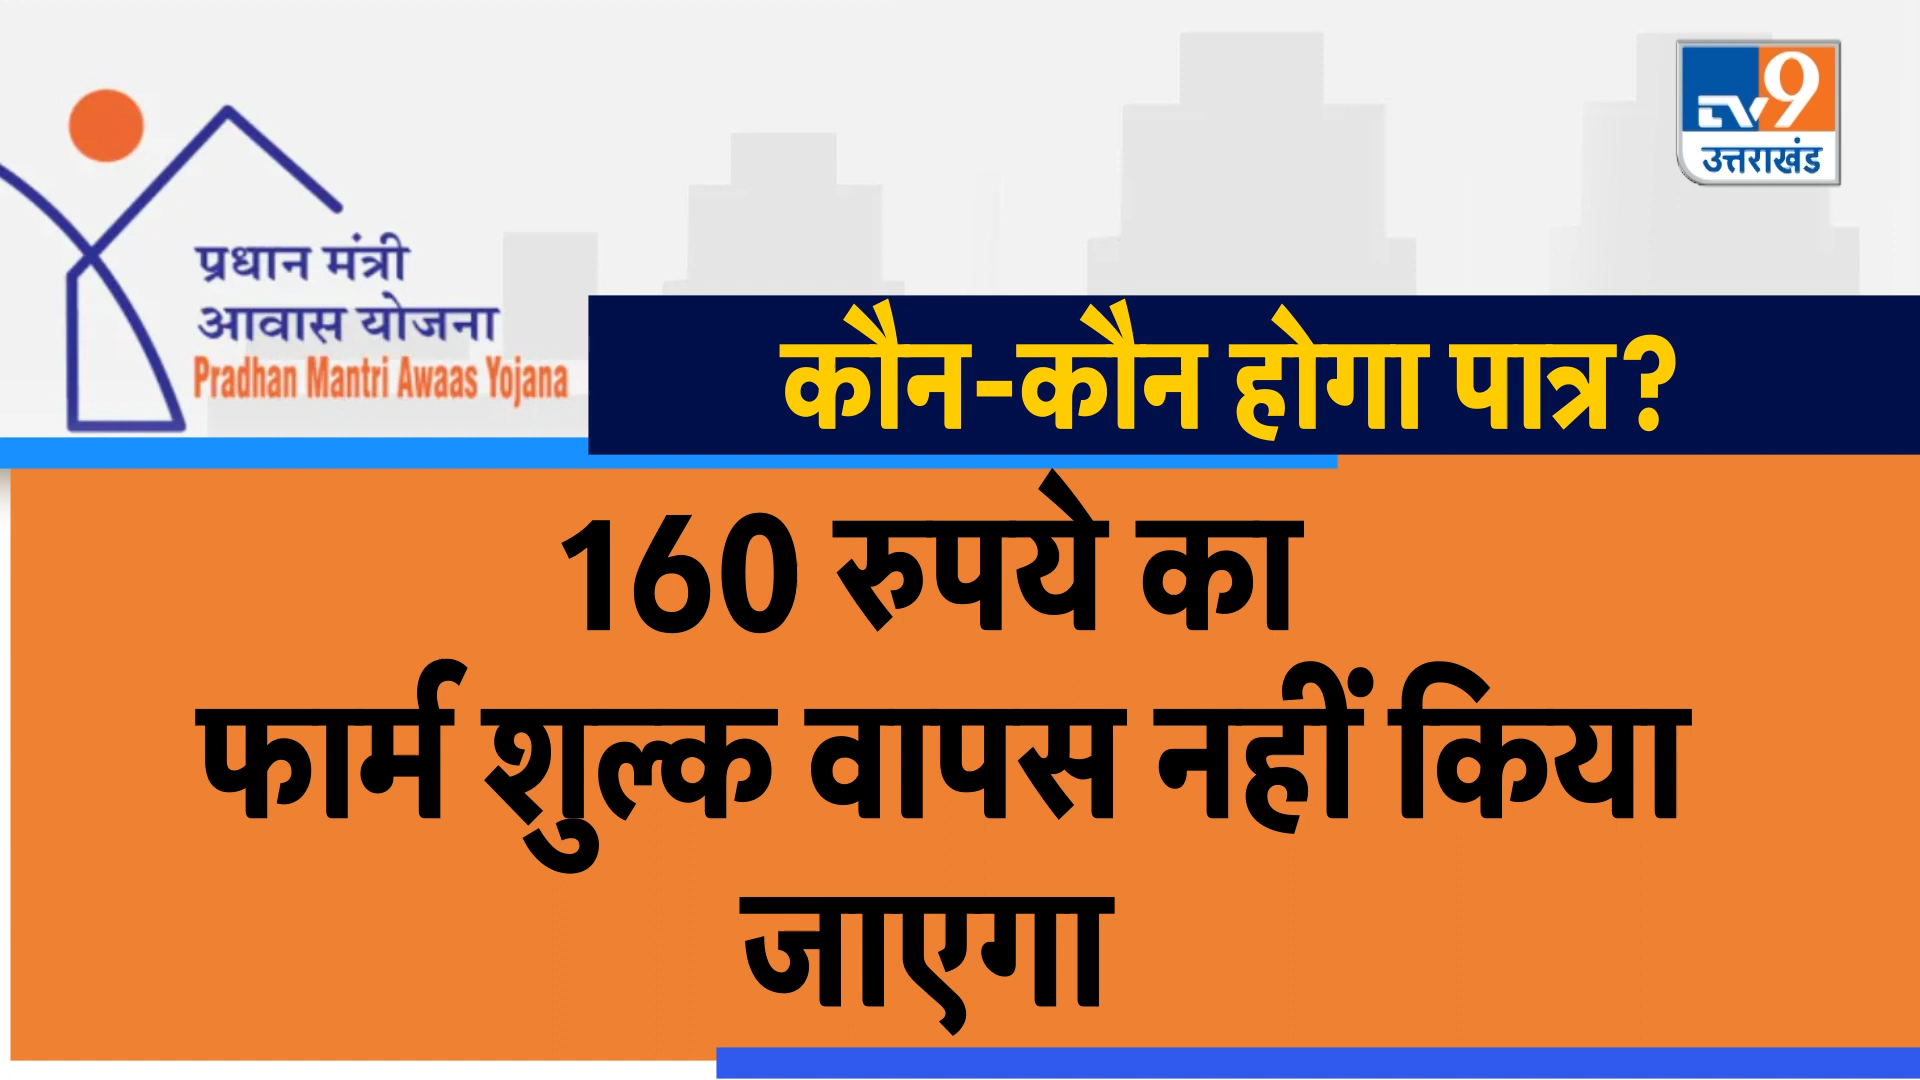 TV9
उत्तराखंड
प्रधान मंत्री
आवास योजना
Pradhan Mantri Awaas Yojana
कौन-कौन होगा पात्र?
160 रुपये का
फार्म शुल्क वापस नहीं किया
जाएगा